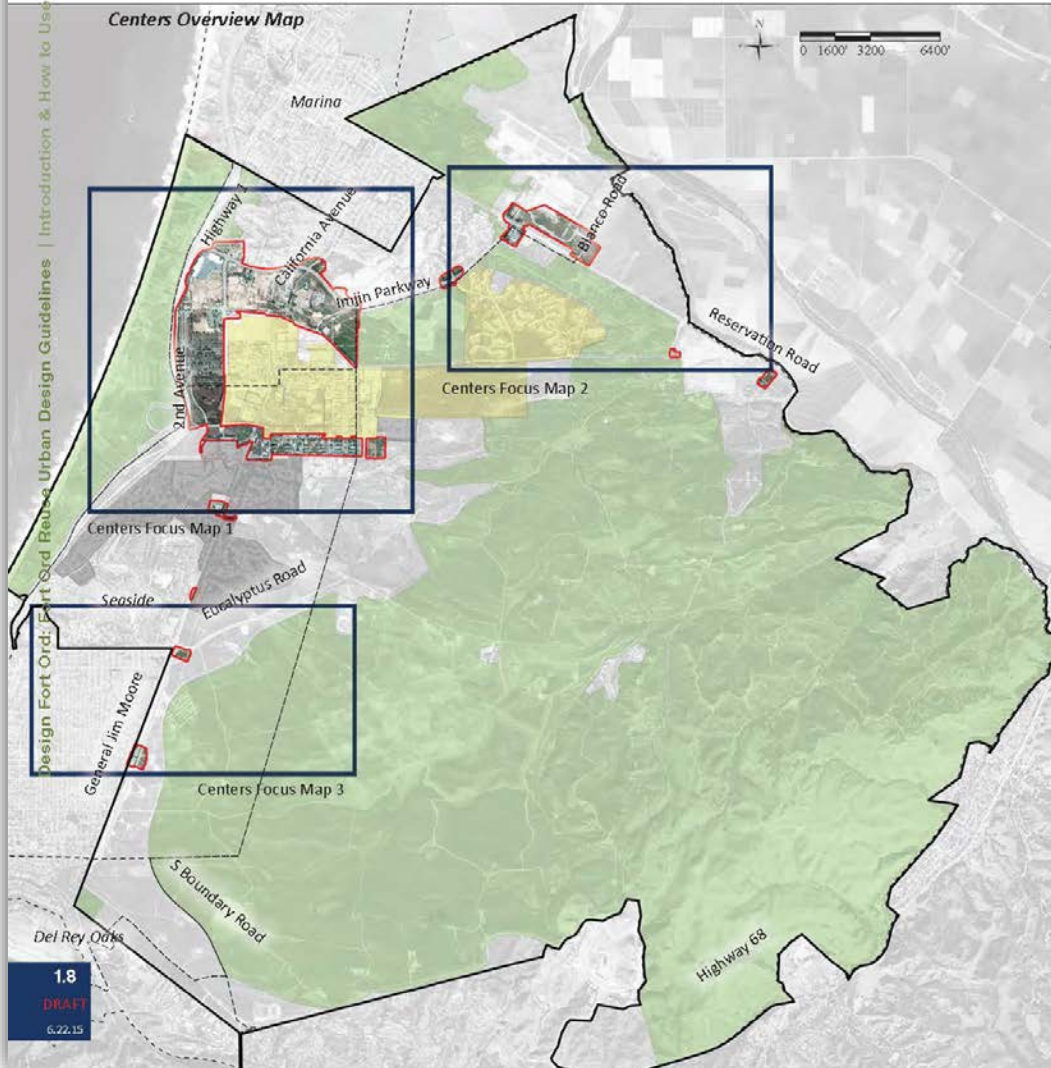 Centers Overview Map
N
0 1600' 3200 6400'
Marina
Highway 1
California Avenue
Blanco Road
Imjin Parkway
Reservation Road
2nd Avenue
Centers Focus Map 2
Centers Focus Map 1
Eucalyptus Road
Seaside
General Jim Moore
Centers Focus Map 3
S Boundary Road
Del Rey Oaks
Highway 68
Design Fort Ord: Fort Ord Reuse Urban Design Guidelines | Introduction & How to Use
1.8
DRAFT
6.22.15